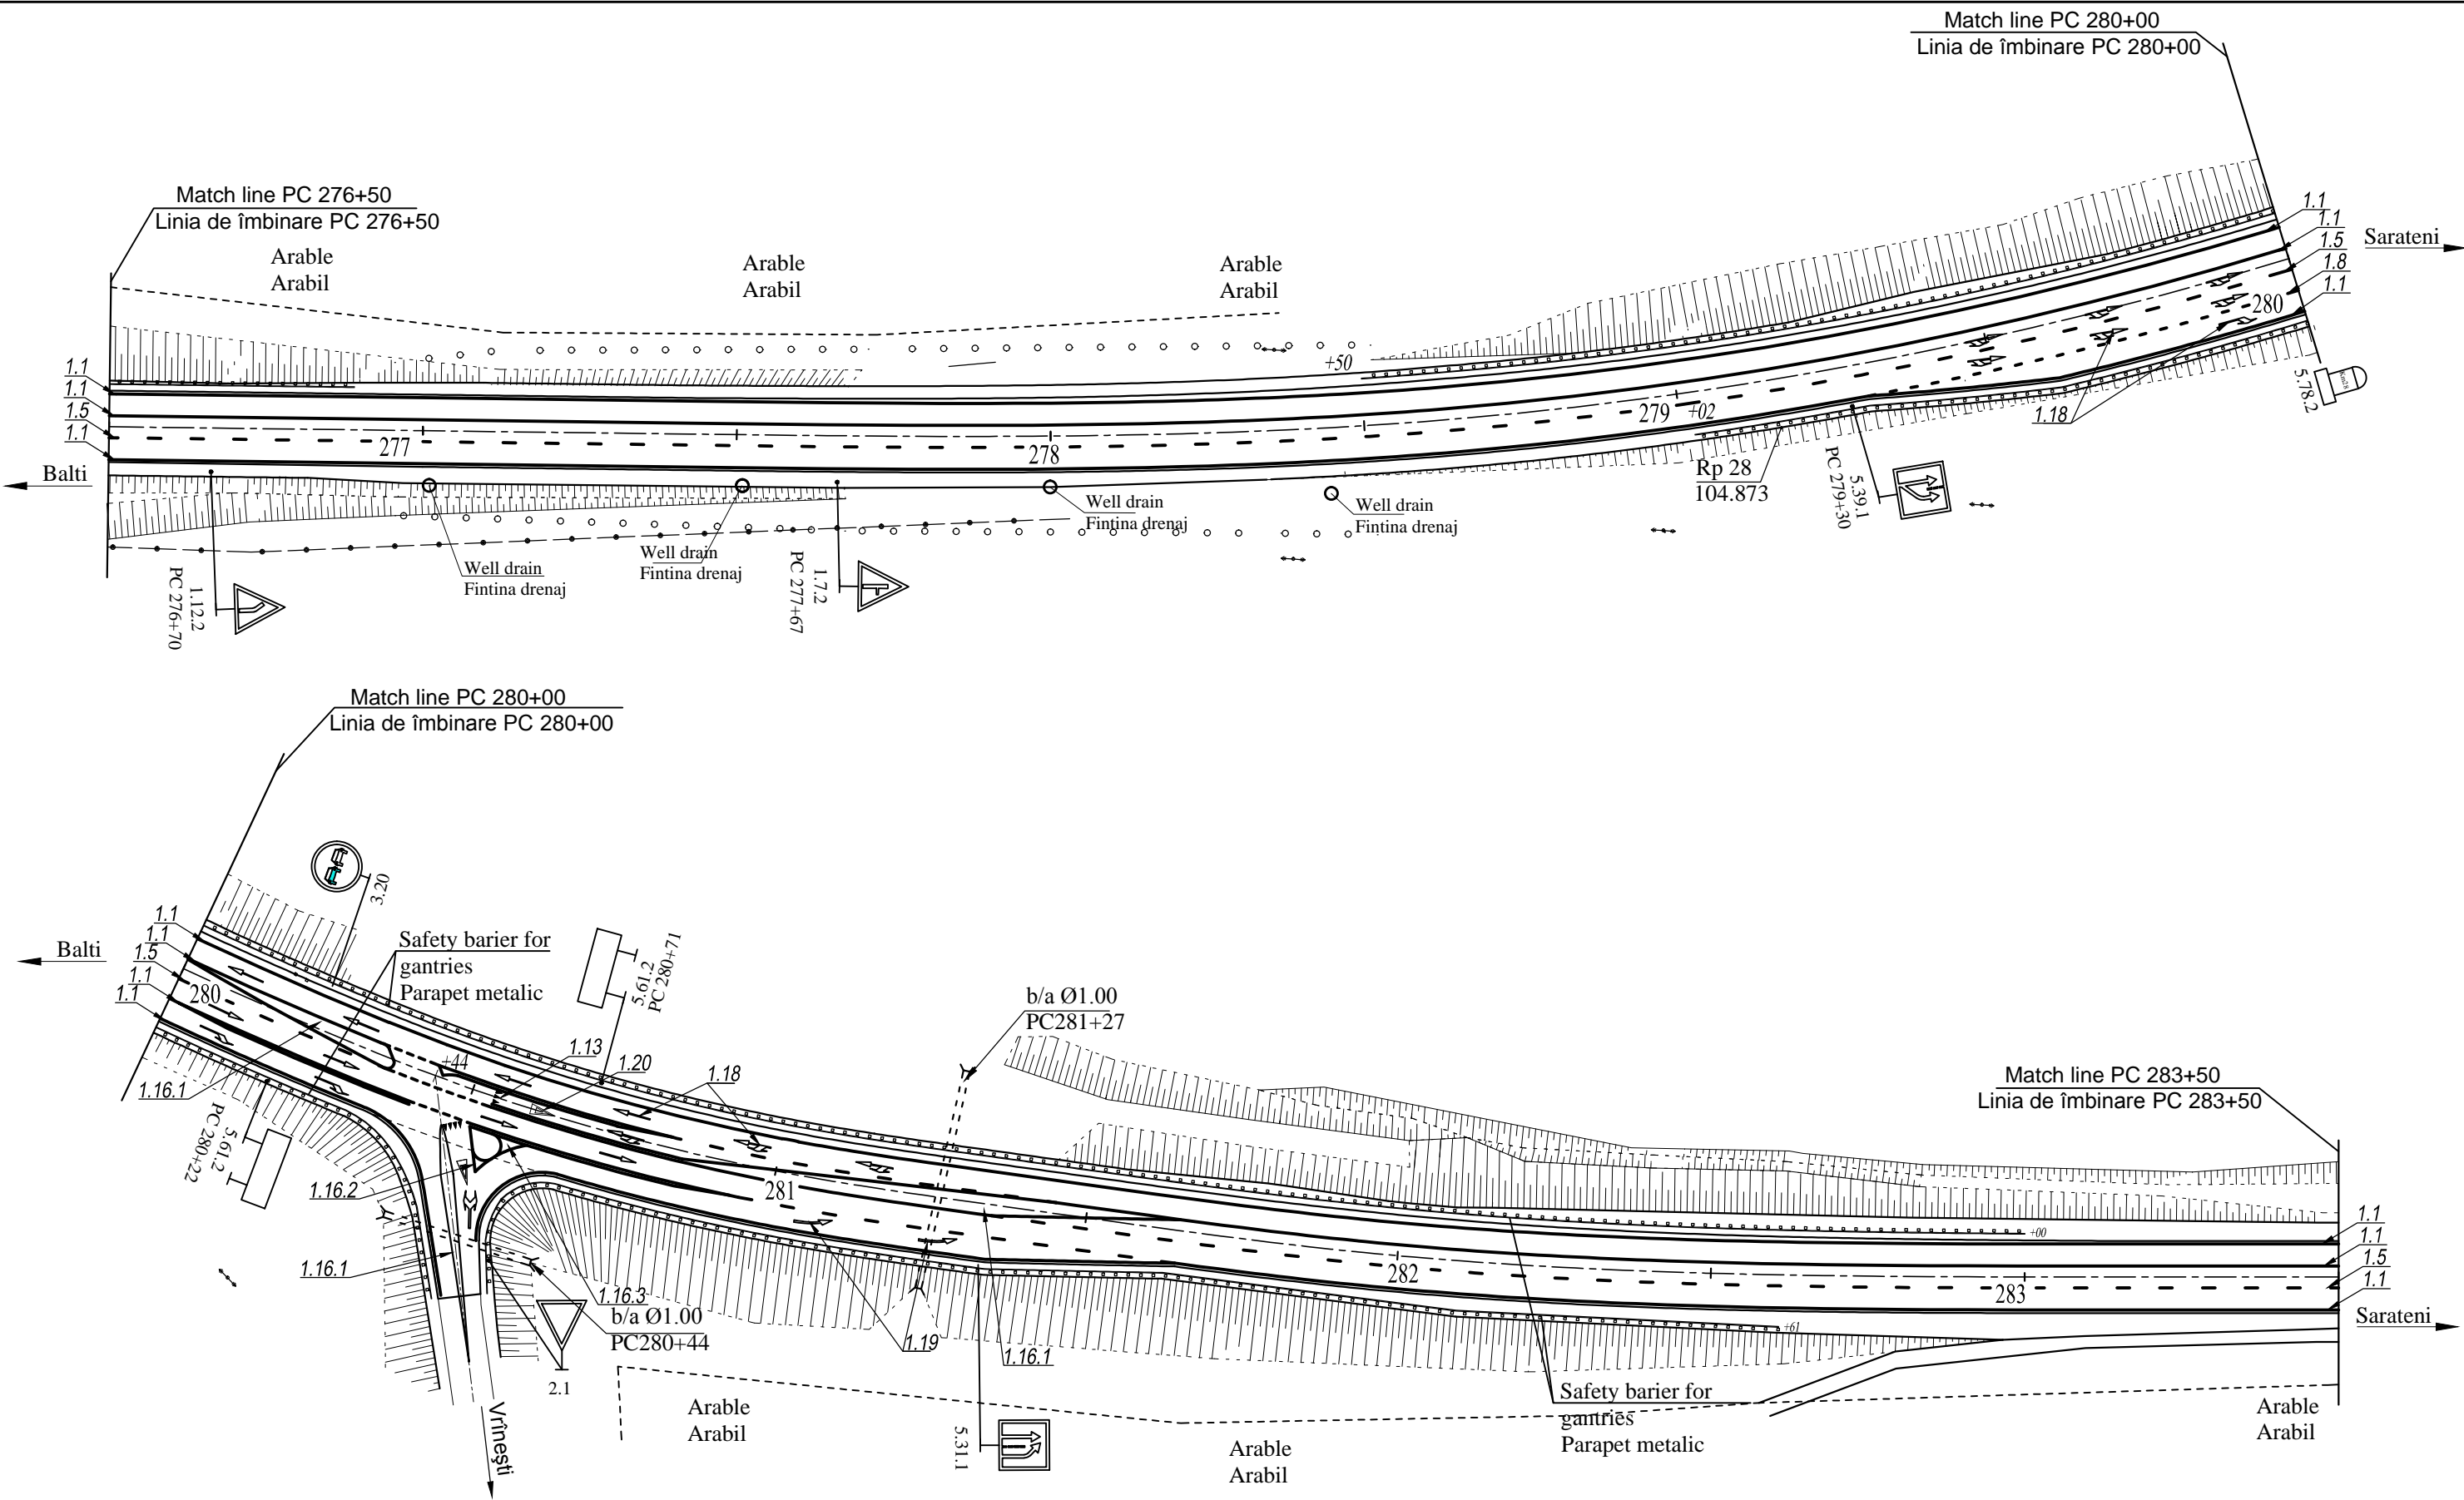 Match line PC 280+00
Linia de îmbinare PC 280+00
Match line PC 276+50
Linia de îmbinare PC 276+50
Arable
Arabil
Arable
Arabil
Arable
Arabil
1.1
1.1
1.5
1.8
1.1
Sarateni
280
Km28
5.78.2
1.18
+50
1.1
1.1
1.5
1.1
277
278
279
+02
Balti
Rp 28
104.873
5.39.1
PC 279+30
Well drain
Fintina drenaj
Well drain
Fintina drenaj
Well drain
Fintina drenaj
Well drain
Fintina drenaj
1.12.2
PC 276+70
1.7.2
PC 277+67
Match line PC 280+00
Linia de îmbinare PC 280+00
3.20
1.1
1.1
1.5
1.1
1.1
Balti
280
Safety barier for
gantries
Parapet metalic
5.61.2
PC 280+71
b/a Ø1.00
PC281+27
+44
1.13
1.20
1.18
1.16.1
5.61.2
PC 280+22
1.16.2
1.16.1
281
1.16.3
b/a Ø1.00
PC280+44
2.1
Vrîneşti
1.19
1.16.1
5.31.1
282
283
+00
+61
Match line PC 283+50
Linia de îmbinare PC 283+50
1.1
1.1
1.5
1.1
Sarateni
Safety barier for
gantries
Parapet metalic
Arable
Arabil
Arable
Arabil
Arable
Arabil